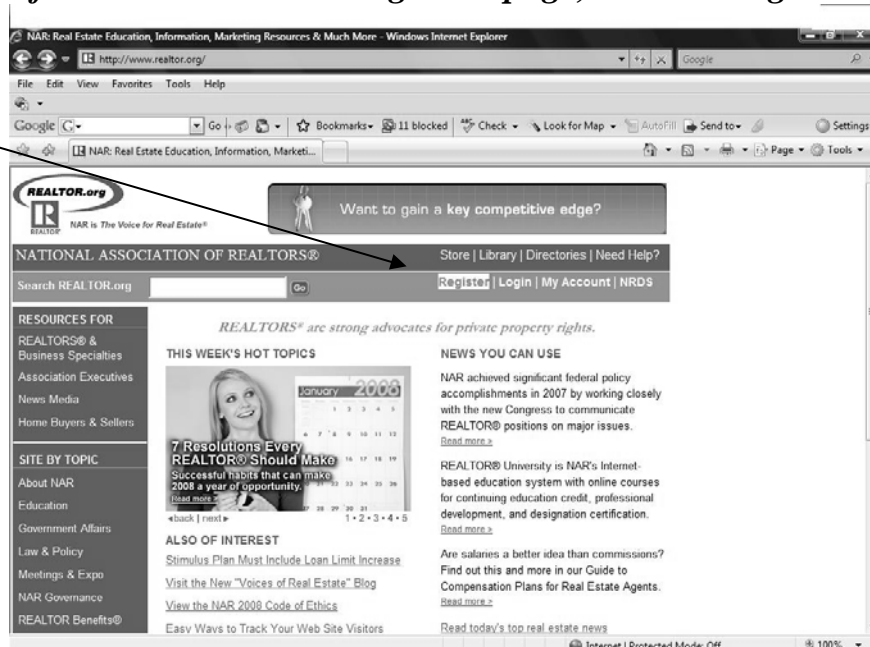 NAR: Real Estate Education, Information, Marketing Resources & Much More - Windows Internet Explorer
http://www.realtor.org/
Google
File Edit View Favorites Tools Help
Google G Go Bookmarks 11 blocked Check Look for Map AutoFill Send to Settings
NAR: Real Estate Education, Information, Marketi... Page Tools
REALTOR.org
REALTOR
NAR is The Voice for Real Estate®
Want to gain a key competitive edge?
NATIONAL ASSOCIATION OF REALTORS®
Store | Library | Directories | Need Help?
Search REALTOR.org Go
Register | Login | My Account | NRDS
RESOURCES FOR
REALTORS® &
Business Specialties
Association Executives
News Media
Home Buyers & Sellers
SITE BY TOPIC
About NAR
Education
Government Affairs
Law & Policy
Meetings & Expo
NAR Governance
REALTOR Benefits®
REALTORS® are strong advocates for private property rights.
THIS WEEK'S HOT TOPICS
January 2008
7 Resolutions Every
REALTOR® Should Make
Successful habits that can make
2008 a year of opportunity.
Read more >
back | next
1 • 2 • 3 • 4 • 5
ALSO OF INTEREST
Stimulus Plan Must Include Loan Limit Increase
Visit the New "Voices of Real Estate" Blog
View the NAR 2008 Code of Ethics
Easy Ways to Track Your Web Site Visitors
NEWS YOU CAN USE
NAR achieved significant federal policy
accomplishments in 2007 by working closely
with the new Congress to communicate
REALTOR® positions on major issues.
Read more >
REALTOR® University is NAR's Internet-
based education system with online courses
for continuing education credit, professional
development, and designation certification.
Read more >
Are salaries a better idea than commissions?
Find out this and more in our Guide to
Compensation Plans for Real Estate Agents.
Read more >
Read today's top real estate news
Internet | Protected Mode: Off 100%